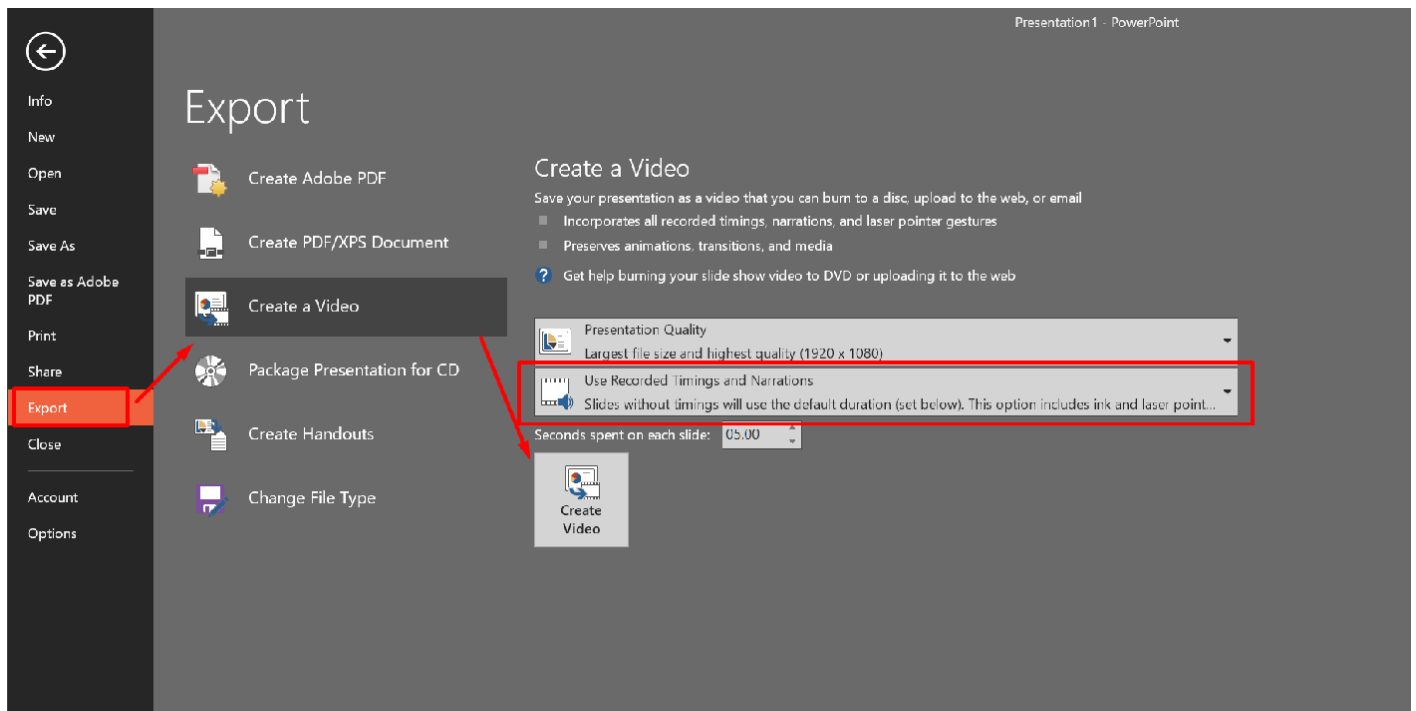 Presentation1 - PowerPoint
Info
New
Open
Save
Save As
Save as Adobe
PDF
Print
Share
Export
Close
Account
Options
Export
Create Adobe PDF
Create PDF/XPS Document
Create a Video
Package Presentation for CD
Create Handouts
Change File Type
Create a Video
Save your presentation as a video that you can burn to a disc, upload to the web, or email
Incorporates all recorded timings, narrations, and laser pointer gestures
Preserves animations, transitions, and media
Get help burning your slide show video to DVD or uploading it to the web
Presentation Quality
Largest file size and highest quality (1920 x 1080)
Use Recorded Timings and Narrations
Slides without timings will use the default duration (set below). This option includes ink and laser point...
Seconds spent on each slide: 05.00
Create
Video